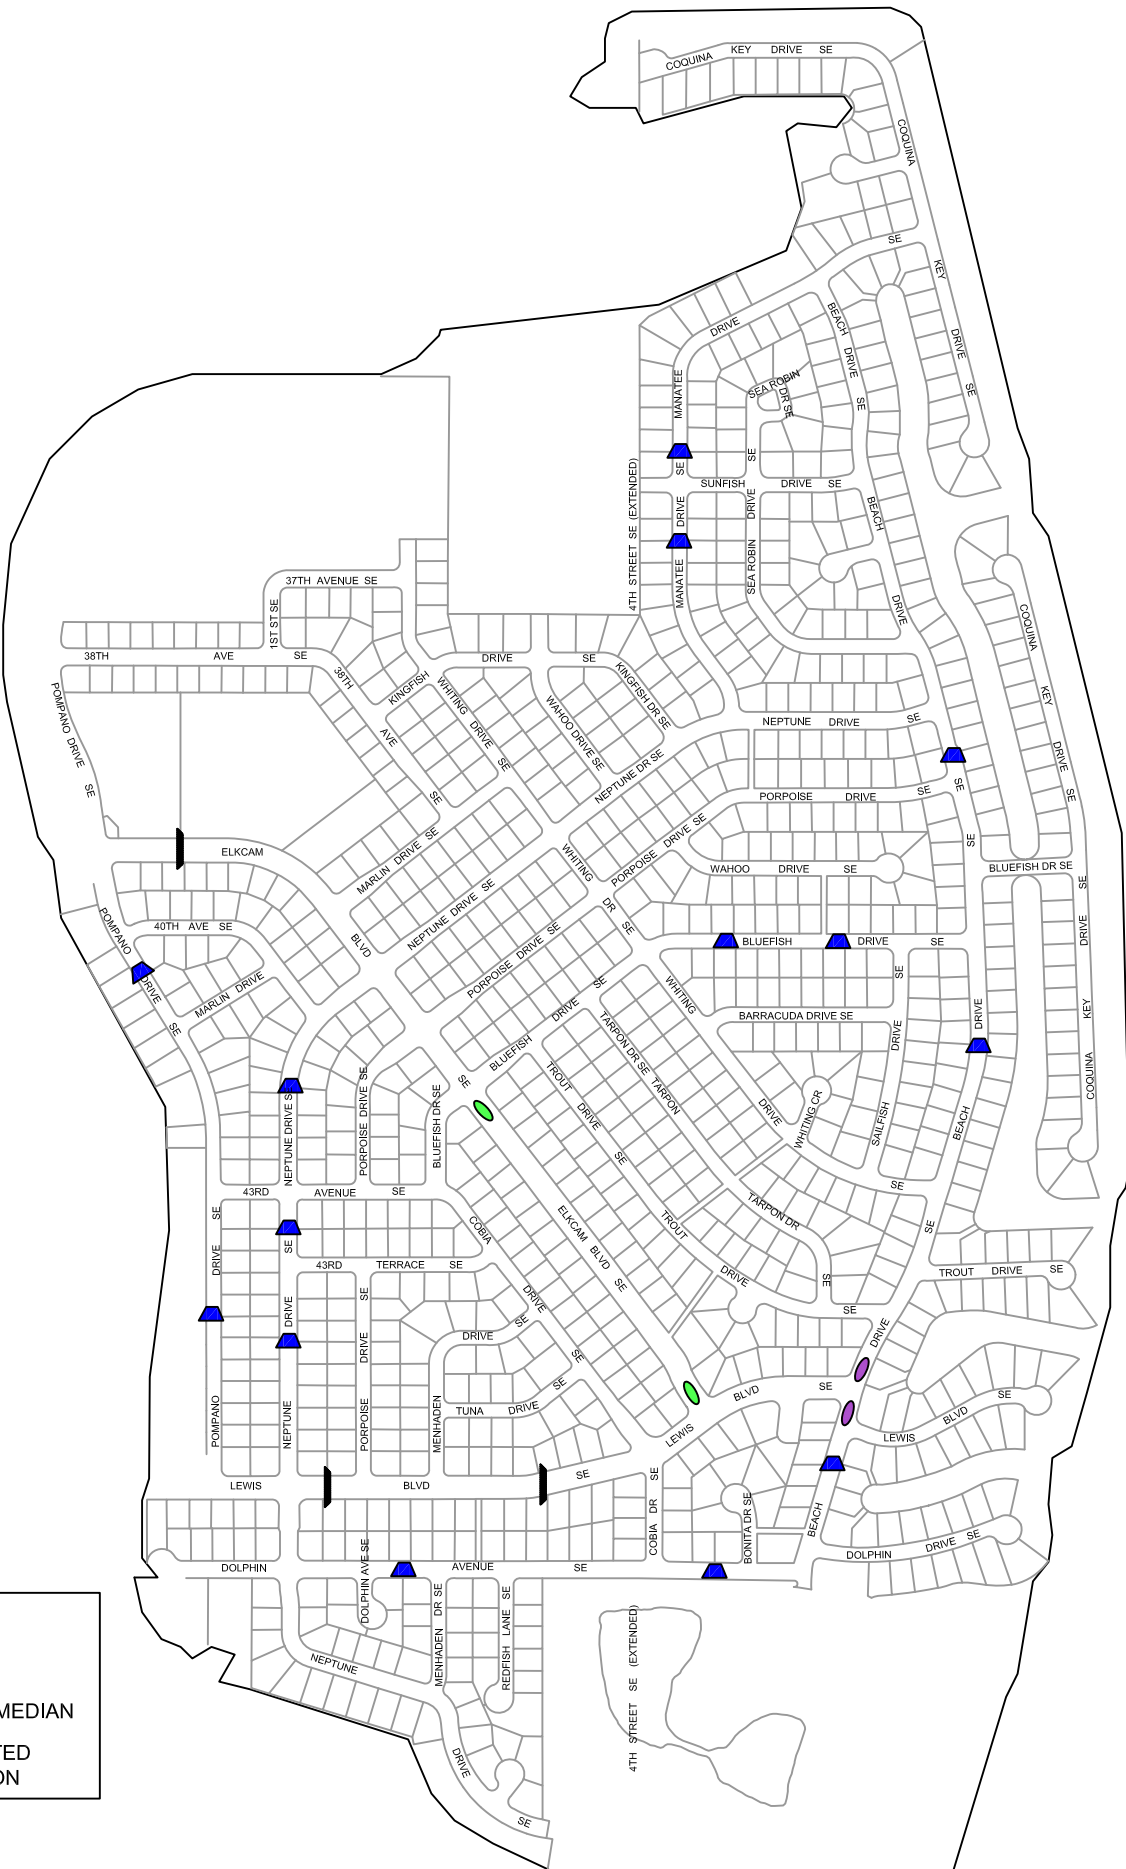 COQUINA KEY DRIVE SE
COQUINA
KEY
DRIVE
SE
SE
DRIVE
MANATEE
SE
BEACH
DRIVE
SE
SEA ROBIN
DR SE
SE
SUNFISH DRIVE SE
4TH STREET SE (EXTENDED)
DRIVE
MANATEE
DRIVE
SEA ROBIN
BEACH
DRIVE
37TH AVENUE SE
1ST ST SE
38TH AVE SE
38TH
AVE
SE
KINGFISH
DRIVE SE
KINGFISH DR SE
WHITING
DRIVE
SE
WAHOO DRIVE SE
NEPTUNE DR SE
NEPTUNE DRIVE SE
COQUINA
KEY
DRIVE
SE
POMPANO DRIVE
SE
PORPOISE DRIVE SE
SE
SE
ELKCAM
MARLIN DRIVE SE
WHITING
PORPOISE DRIVE SE
WAHOO DRIVE SE
BLUEFISH DR SE
NEPTUNE DRIVE SE
DR
SE
BLUEFISH DRIVE SE
SE
DRIVE
KEY
COQUINA
POMPANO
40TH AVE SE
BLVD
PORPOISE DRIVE SE
DRIVE
SE
MARLIN DRIVE
BLUEFISH DRIVE SE
WHITING
DRIVE
BARRACUDA DRIVE SE
SE
DRIVE
SAILFISH
DRIVE
BEACH
SE
TARPON DR SE
TARPON
TROUT
DRIVE
SE
SE
WHITING CR
SE
NEPTUNE DRIVE SE
PORPOISE DRIVE SE
BLUEFISH DR SE
43RD AVENUE SE
COBIA
DRIVE
SE
ELKCAM
BLVD
SE
TROUT
DRIVE
SE
TARPON DR
SE
TROUT DRIVE SE
SE
DRIVE
POMPANO
SE
DRIVE
NEPTUNE
43RD TERRACE SE
SE
DRIVE
PORPOISE
DRIVE SE
MENHADEN
TUNA DRIVE SE
DRIVE
BLVD SE
LEWIS
LEWIS BLVD SE
LEWIS BLVD SE
SE
DR
COBIA
BONITA DR SE
BEACH
DOLPHIN DRIVE SE
DOLPHIN AVENUE SE
DOLPHIN AVE SE
MENHADEN DR SE
REDFISH LANE SE
4TH STREET SE (EXTENDED)
NEPTUNE
DRIVE
SE
MEDIAN
TED
ON